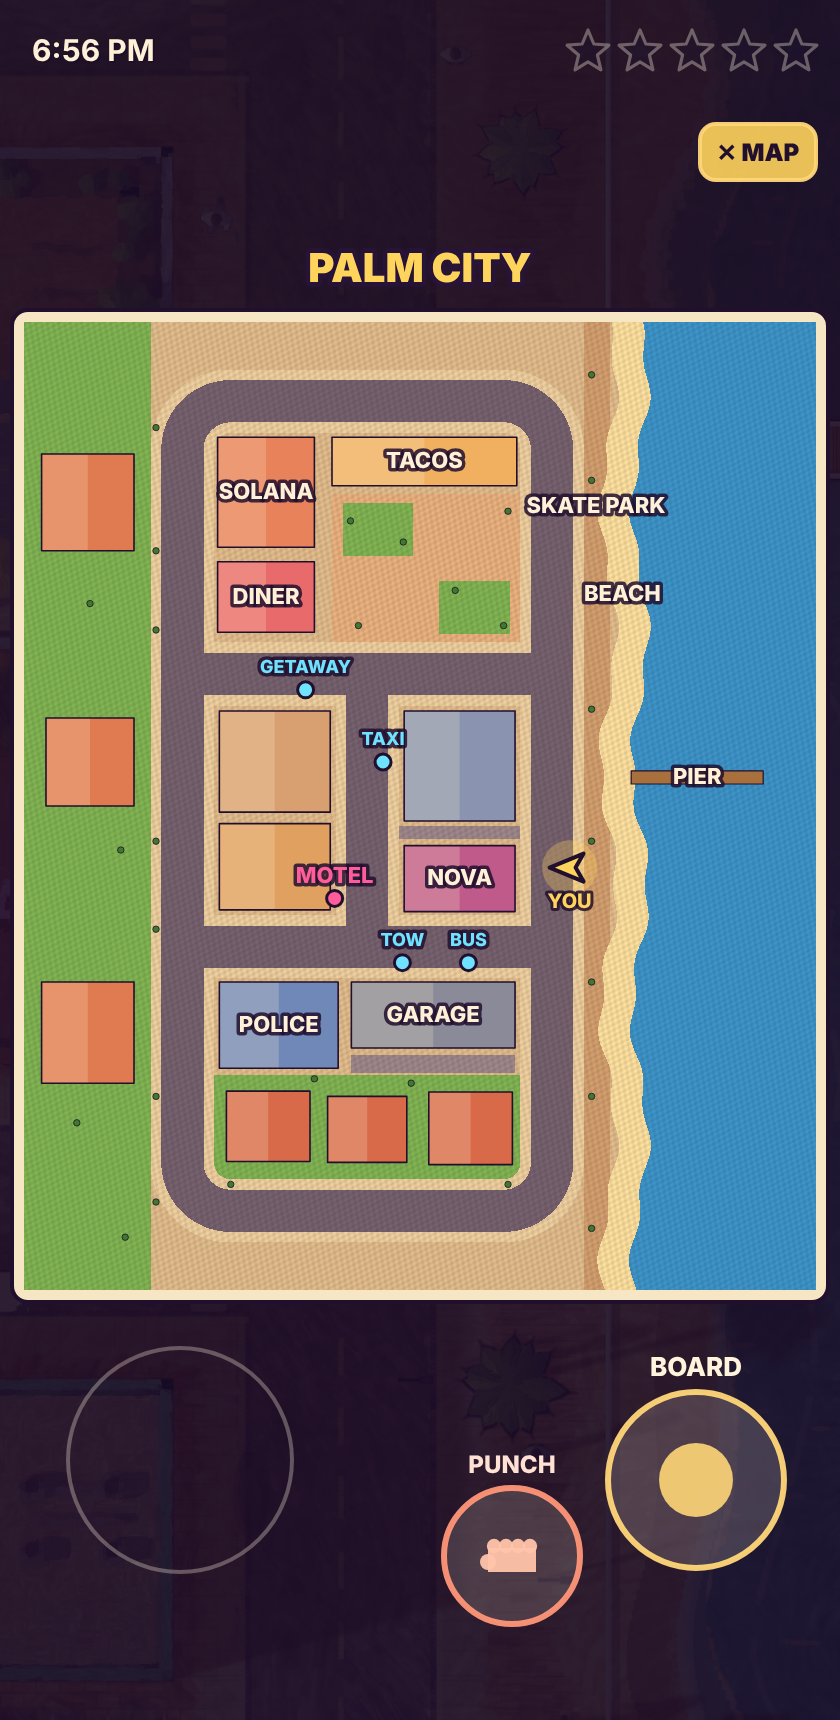 6:56 PM
✕ MAP
PALM CITY
TACOS
SOLANA
SKATE PARK
DINER
BEACH
GETAWAY
TAXI
PIER
MOTEL
NOVA
YOU
TOW
BUS
POLICE
GARAGE
BOARD
PUNCH